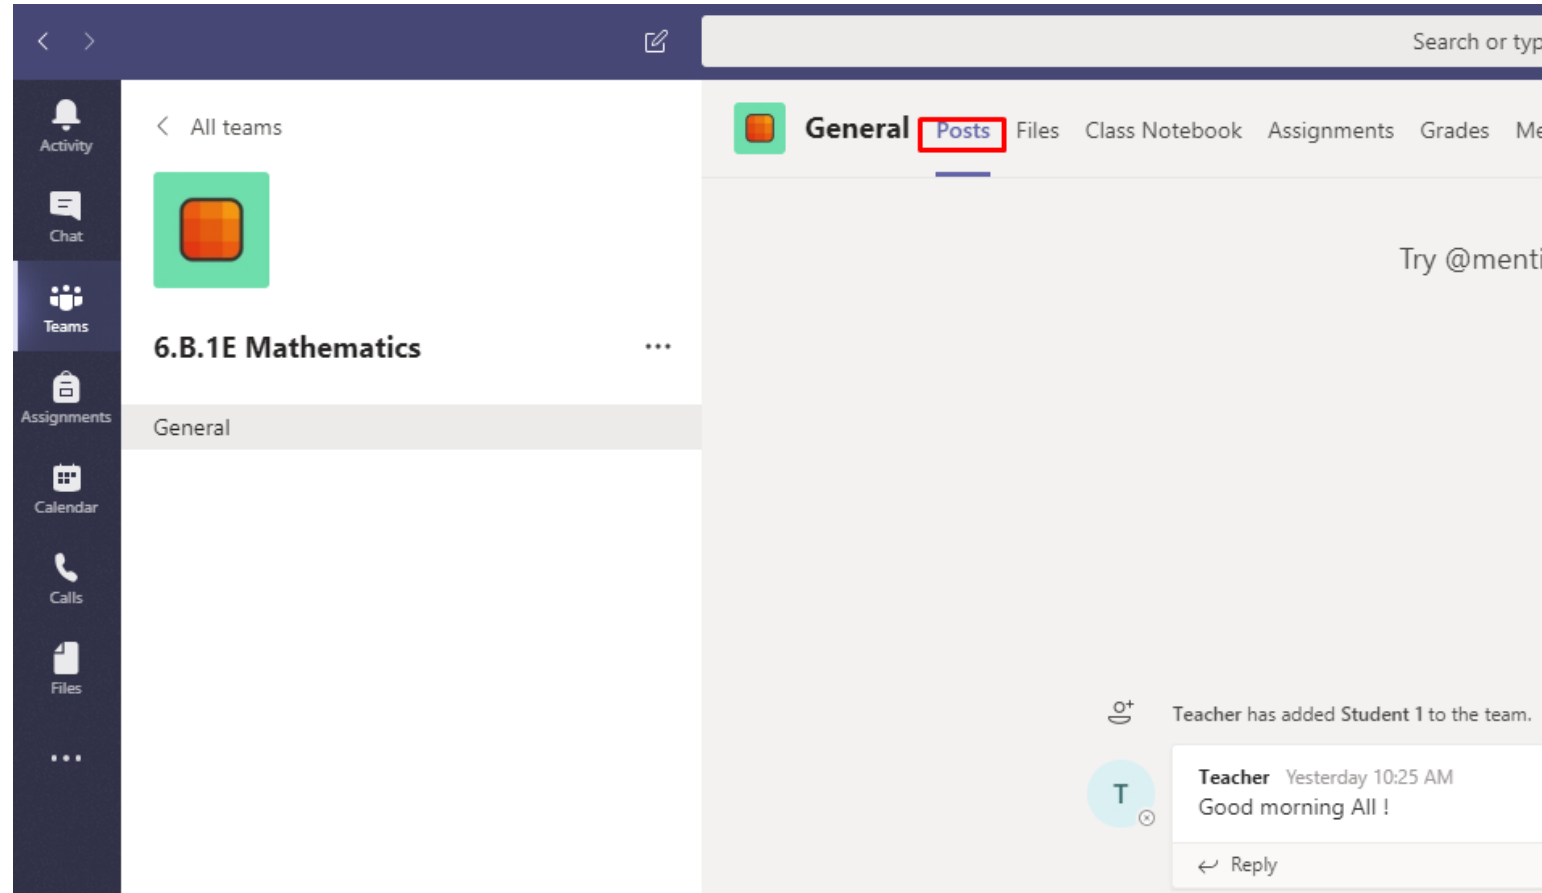 Search or typ
Activity
Chat
Teams
Assignments
Calendar
Calls
Files
All teams
6.B.1E Mathematics
General
General Posts Files Class Notebook Assignments Grades Me
Try @menti
Teacher has added Student 1 to the team.
T
Teacher Yesterday 10:25 AM
Good morning All !
Reply